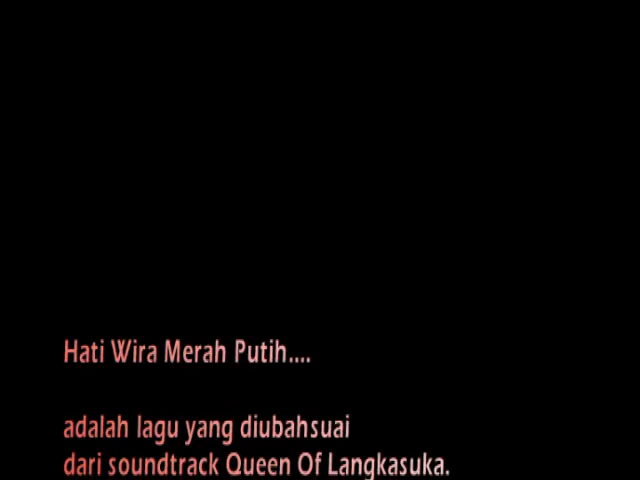 Hati Wira Merah Putih....
adalah lagu yang diubahsuai
dari soundtrack Queen Of Langkasuka.